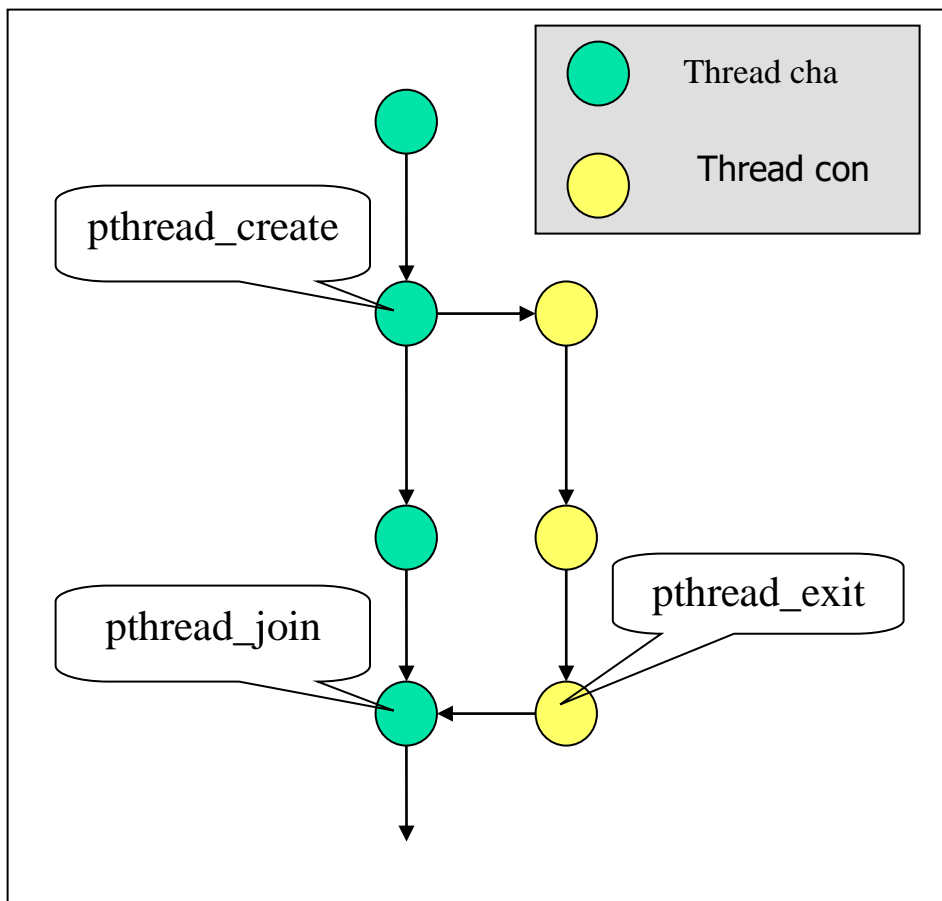 Thread cha
Thread con
pthread_create
pthread_exit
pthread_join